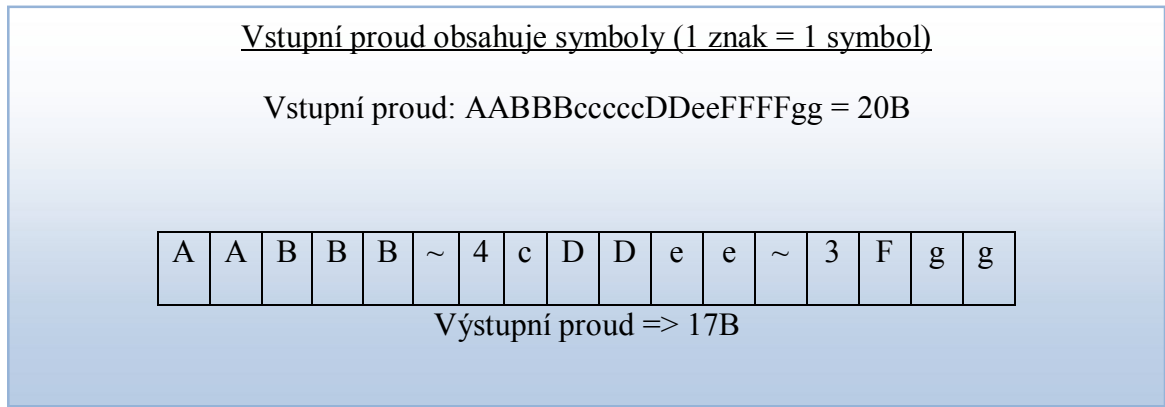 Vstupní proud obsahuje symboly (1 znak = 1 symbol)
Vstupní proud: AABBBcccccDDeeFFFFgg = 20B
A A B B B ~ 4 c D D e e ~ 3 F g g
Výstupní proud => 17B